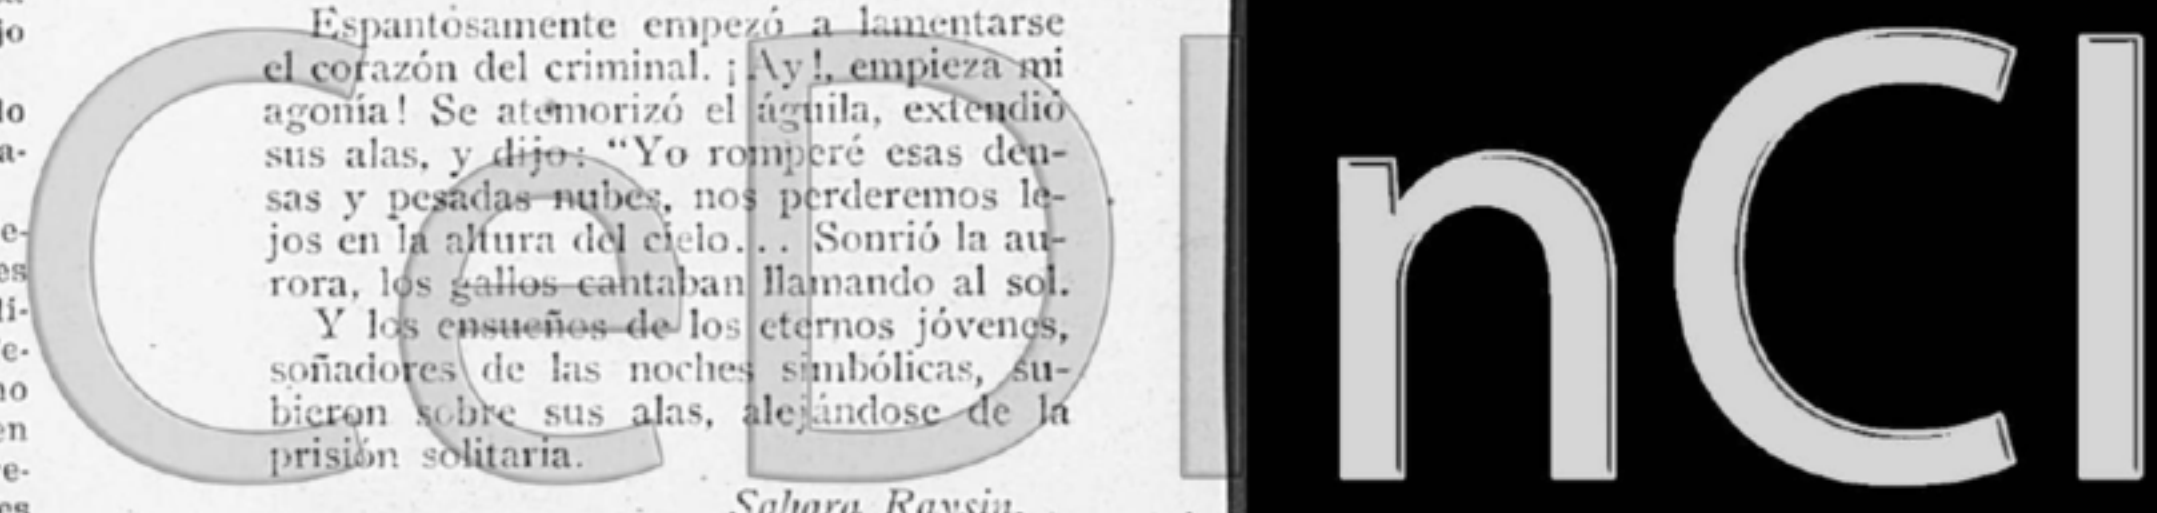 Espantosamente empezó a lamentarse
el corazón del criminal. ¡Ay!, empieza mi
agonía! Se atemorizó el águila, extendió
sus alas, y dijo: “Yo romperé esas den-
sas y pesadas nubes, nos perderemos le-
jos en la altura del cielo... Sonrió la au-
rora, los gallos cantaban llamando al sol.
Y los ensueños de los eternos jóvenes,
soñadores de las noches simbólicas, su-
bieron sobre sus alas, alejándose de la
prisión solitaria.
Sahara Raysin.
CeDInCI